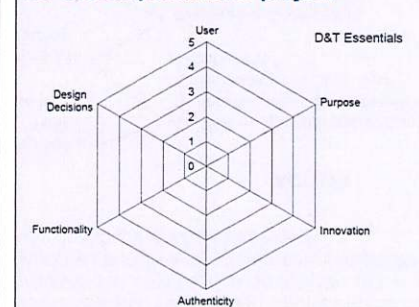 User
D&T Essentials
5
4
3
2
1
0
Design
Decisions
Purpose
Functionality
Innovation
Authenticity